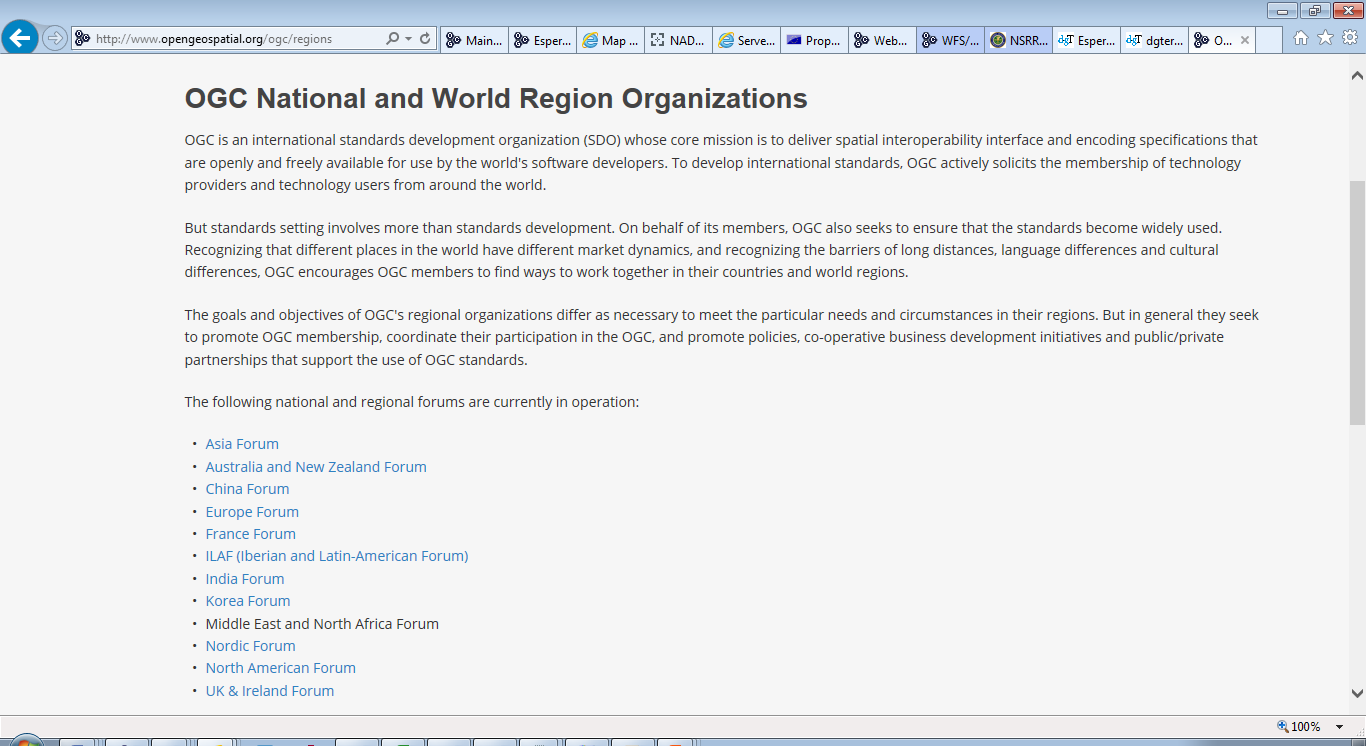 http://www.opengeospatial.org/ogc/regions
Main...
Esper...
Map ...
NAD...
Serve...
Prop...
Web...
WFS/...
NSRR...
Esper...
dgter...
O...
OGC National and World Region Organizations
OGC is an international standards development organization (SDO) whose core mission is to deliver spatial interoperability interface and encoding specifications that
are openly and freely available for use by the world's software developers. To develop international standards, OGC actively solicits the membership of technology
providers and technology users from around the world.
But standards setting involves more than standards development. On behalf of its members, OGC also seeks to ensure that the standards become widely used.
Recognizing that different places in the world have different market dynamics, and recognizing the barriers of long distances, language differences and cultural
differences, OGC encourages OGC members to find ways to work together in their countries and world regions.
The goals and objectives of OGC's regional organizations differ as necessary to meet the particular needs and circumstances in their regions. But in general they seek
to promote OGC membership, coordinate their participation in the OGC, and promote policies, co-operative business development initiatives and public/private
partnerships that support the use of OGC standards.
The following national and regional forums are currently in operation:
• Asia Forum
• Australia and New Zealand Forum
• China Forum
• Europe Forum
• France Forum
• ILAF (Iberian and Latin-American Forum)
• India Forum
• Korea Forum
• Middle East and North Africa Forum
• Nordic Forum
• North American Forum
• UK & Ireland Forum
100%